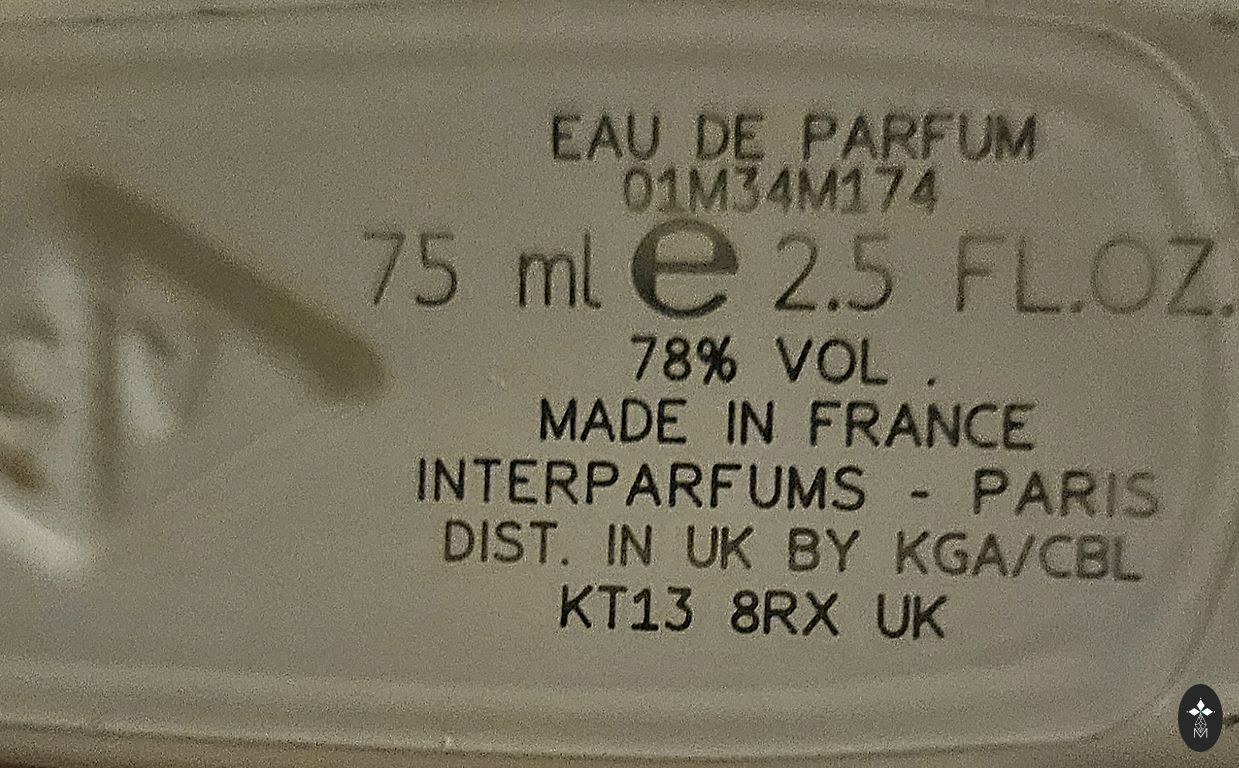 EAU DE PARFUM
01M34M174
75 ml e 2.5 FL.OZ.
78% VOL .
MADE IN FRANCE
INTERPARFUMS - PARIS
DIST. IN UK BY KGA/CBL
KT13 8RX UK
M